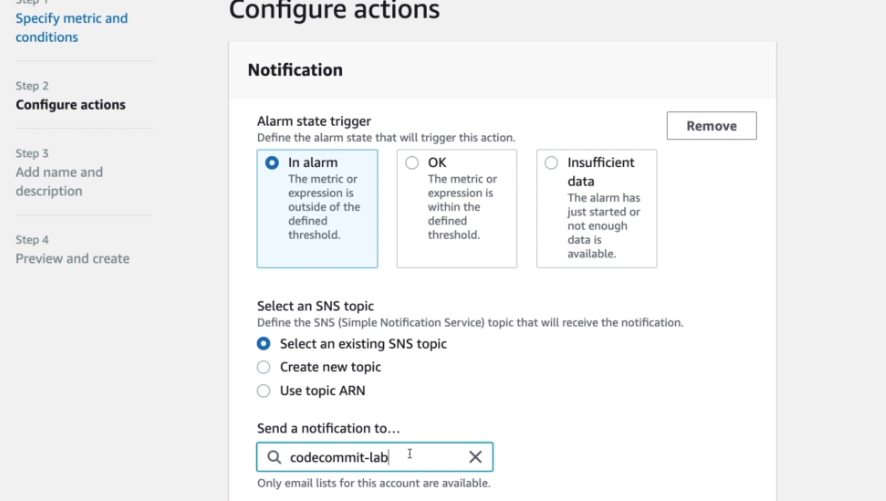 Step 1
Specify metric and
conditions
Step 2
Configure actions
Step 3
Add name and
description
Step 4
Preview and create
Configure actions
Notification
Alarm state trigger
Define the alarm state that will trigger this action.
Remove
In alarm
The metric or
expression is
outside of the
defined
threshold.
OK
The metric or
expression is
within the
defined
threshold.
Insufficient
data
The alarm has
just started or
not enough
data is
available.
Select an SNS topic
Define the SNS (Simple Notification Service) topic that will receive the notification.
Select an existing SNS topic
Create new topic
Use topic ARN
Send a notification to…
codecommit-lab
Only email lists for this account are available.